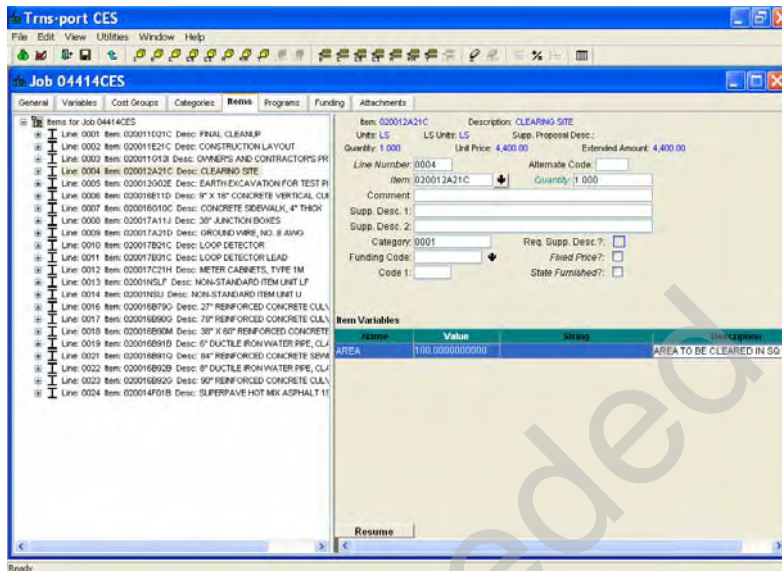 Trns·port CES
File Edit View Utilities Window Help
Job 04414CES
General Variables Cost Groups Categories Items Programs Funding Attachments
Items for Job 04414CES
Line: 0001 Item: 020011D21C Desc: FINAL CLEANUP
Line: 0002 Item: 020011E21C Desc: CONSTRUCTION LAYOUT
Line: 0003 Item: 020011G13I Desc: OWNER'S AND CONTRACTOR'S PR
Line: 0004 Item: 020012A21C Desc: CLEARING SITE
Line: 0005 Item: 020012G02E Desc: EARTH EXCAVATION FOR TEST PI
Line: 0006 Item: 020016E11D Desc: 9" X 16" CONCRETE VERTICAL CUR
Line: 0007 Item: 020016G10C Desc: CONCRETE SIDEWALK, 4" THICK
Line: 0008 Item: 020017A11J Desc: 38" JUNCTION BOXES
Line: 0009 Item: 020017A21D Desc: GROUND WIRE, NO. 8 AWG
Line: 0010 Item: 020017B21C Desc: LOOP DETECTOR
Line: 0011 Item: 020017B31C Desc: LOOP DETECTOR LEAD
Line: 0012 Item: 020017C21H Desc: METER CABINETS, TYPE 1M
Line: 0013 Item: 02001NSLF Desc: NON-STANDARD ITEM UNIT LF
Line: 0014 Item: 02001NSU Desc: NON-STANDARD ITEM UNIT U
Line: 0016 Item: 020016B79G Desc: 27" REINFORCED CONCRETE CULV
Line: 0017 Item: 020016B90G Desc: 78" REINFORCED CONCRETE CULV
Line: 0018 Item: 020016B90M Desc: 38" X 60" REINFORCED CONCRETE
Line: 0019 Item: 020016B91B Desc: 6" DUCTILE IRON WATER PIPE, CLA
Line: 0021 Item: 020016B91Q Desc: 84" REINFORCED CONCRETE SEW
Line: 0022 Item: 020016B92B Desc: 8" DUCTILE IRON WATER PIPE, CLA
Line: 0023 Item: 020016B92G Desc: 90" REINFORCED CONCRETE CULV
Line: 0024 Item: 020014F01B Desc: SUPERPAVE HOT MIX ASPHALT 1
Item: 020012A21C Description: CLEARING SITE
Units: LS LS Units: LS Supp. Proposal Desc.:
Quantity: 1.000 Unit Price: 4,400.00 Extended Amount: 4,400.00
Line Number: 0004 Alternate Code:
Item: 020012A21C Quantity: 1.000
Comment:
Supp. Desc. 1:
Supp. Desc. 2:
Category: 0001 Req. Supp. Desc.?:
Funding Code: Fixed Price?:
Code 1: State Furnished?:
Item Variables
Name Value String Description
AREA 100.0000000000 AREA TO BE CLEARED IN SQ
Resume
Ready